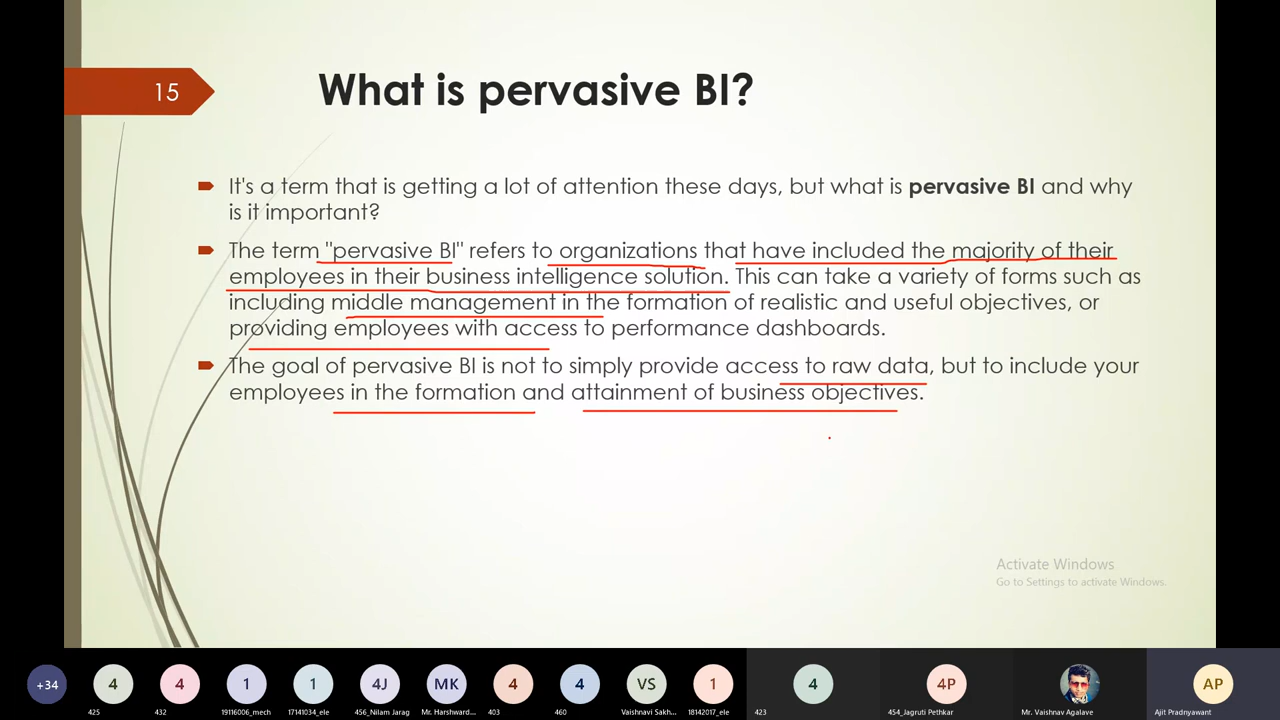 15
What is pervasive BI?
It's a term that is getting a lot of attention these days, but what is pervasive BI and why
is it important?
The term "pervasive BI" refers to organizations that have included the majority of their
employees in their business intelligence solution. This can take a variety of forms such as
including middle management in the formation of realistic and useful objectives, or
providing employees with access to performance dashboards.
The goal of pervasive BI is not to simply provide access to raw data, but to include your
employees in the formation and attainment of business objectives.
Activate Windows
Go to Settings to activate Windows.
+34 4 4 1 1 4J MK 4 4 VS 1 4 4P AP
425 432 19116006_mech 17141034_ele 456_Nilam Jarag Mr. Harshward... 403 460 Vaishnavi Sakh... 18142017_ele 423 454_Jagruti Pethkar Mr. Vaishnav Agalave Ajit Pradnyawant